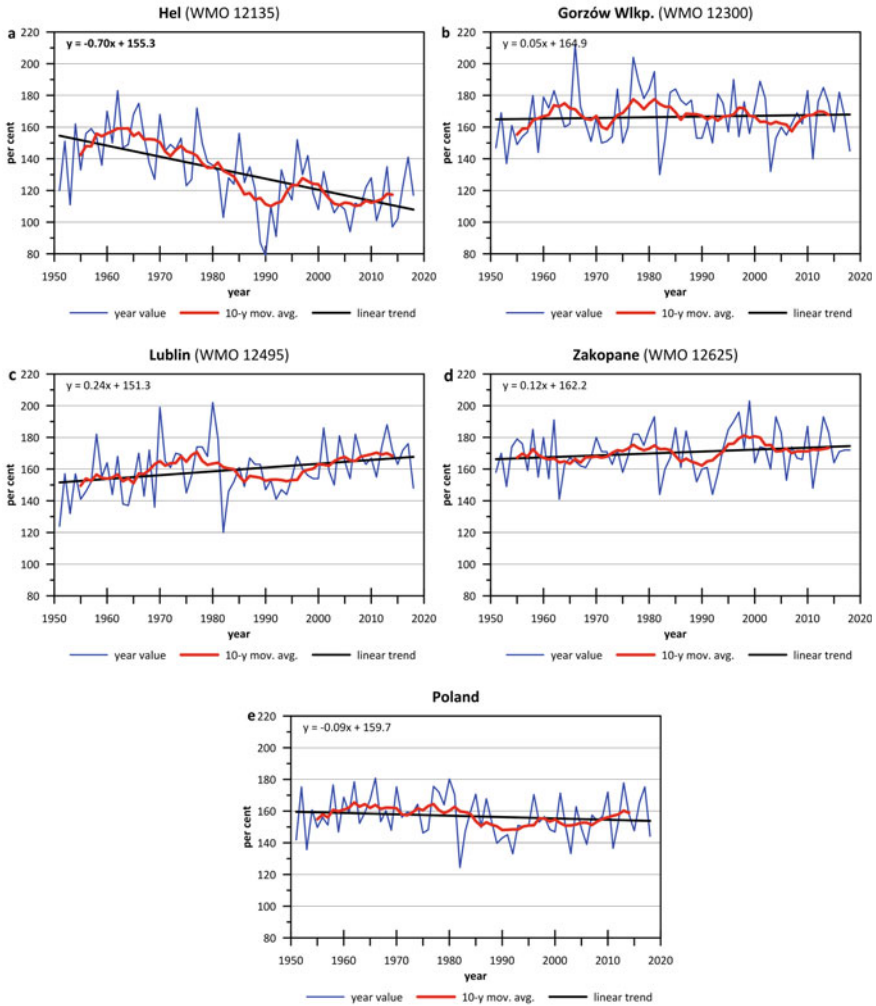 Hel (WMO 12135)
a
y = -0.70x + 155.3
220
200
180
160
140
120
100
80
per cent
1950 1960 1970 1980 1990 2000 2010 2020
year
year value 10-y mov. avg. linear trend
Gorzów Wlkp. (WMO 12300)
b
y = 0.05x + 164.9
220
200
180
160
140
120
100
80
per cent
1950 1960 1970 1980 1990 2000 2010 2020
year
year value 10-y mov. avg. linear trend
Lublin (WMO 12495)
c
y = 0.24x + 151.3
220
200
180
160
140
120
100
80
per cent
1950 1960 1970 1980 1990 2000 2010 2020
year
year value 10-y mov. avg. linear trend
Zakopane (WMO 12625)
d
y = 0.12x + 162.2
220
200
180
160
140
120
100
80
per cent
1950 1960 1970 1980 1990 2000 2010 2020
year
year value 10-y mov. avg. linear trend
Poland
e
y = -0.09x + 159.7
220
200
180
160
140
120
100
80
per cent
1950 1960 1970 1980 1990 2000 2010 2020
year
year value 10-y mov. avg. linear trend